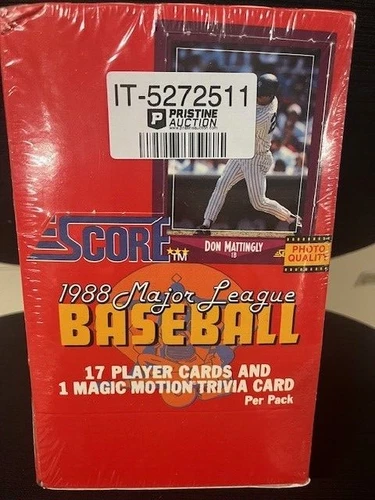 IT-5272511
PRISTINE
AUCTION
SCORE
TM
DON MATTINGLY
1B
PHOTO
QUALITY
1988 Major League
BASEBALL
17 PLAYER CARDS AND
1 MAGIC MOTION TRIVIA CARD
Per Pack